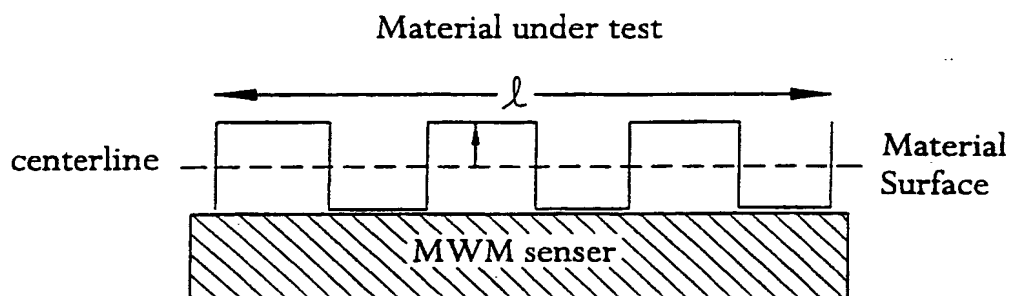 Material under test
ℓ
centerline
Material
Surface
MWM senser